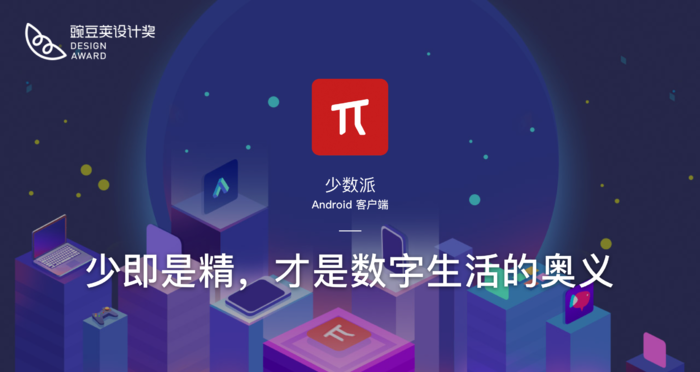 豌豆荚设计奖
DESIGN
AWARD
少数派
Android 客户端
少即是精，才是数字生活的奥义